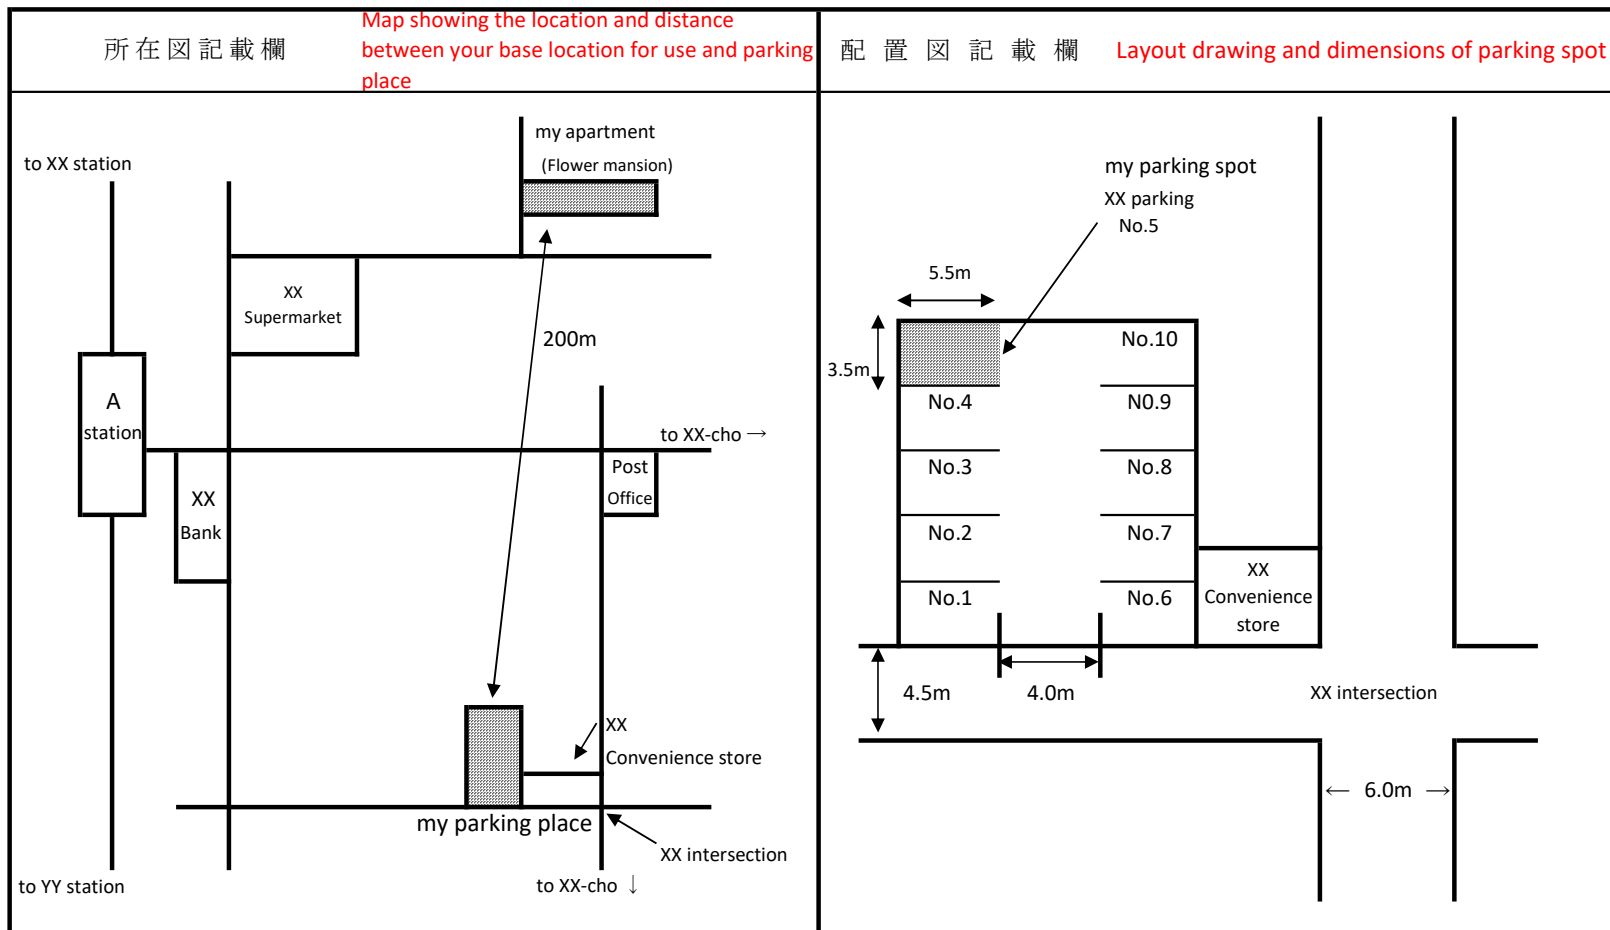 所在図記載欄
Map showing the location and distance
between your base location for use and parking
place
配置図記載欄
Layout drawing and dimensions of parking spot
to XX station
my apartment
(Flower mansion)
XX
Supermarket
200m
A
station
to XX-cho →
XX
Bank
Post
Office
XX
Convenience store
my parking place
XX intersection
to YY station
to XX-cho ↓
my parking spot
XX parking
No.5
5.5m
3.5m
No.10
No.4
N0.9
No.3
No.8
No.2
No.7
No.1
No.6
XX
Convenience
store
4.5m
4.0m
XX intersection
← 6.0m →